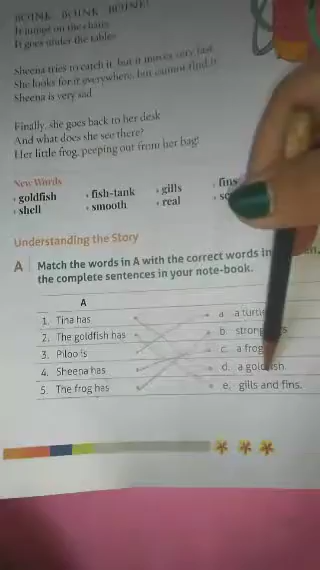 BOINK BOINK BOINK!
It jumps on the chairs
It goes under the tables
Sheena tries to catch it, but it moves very fast
She looks for it everywhere, but cannot find it
Sheena is very sad
Finally, she goes back to her desk
And what does she see there?
Her little frog, peeping out from her bag!
New Words
goldfish fish-tank gills fins
shell smooth real
Understanding the Story
A Match the words in A with the correct words in
the complete sentences in your note-book.
A
1. Tina has a. a turtle
2. The goldfish has b. strong
3. Piloo is c. a frog
4. Sheena has d. a goldfish.
5. The frog has e. gills and fins.